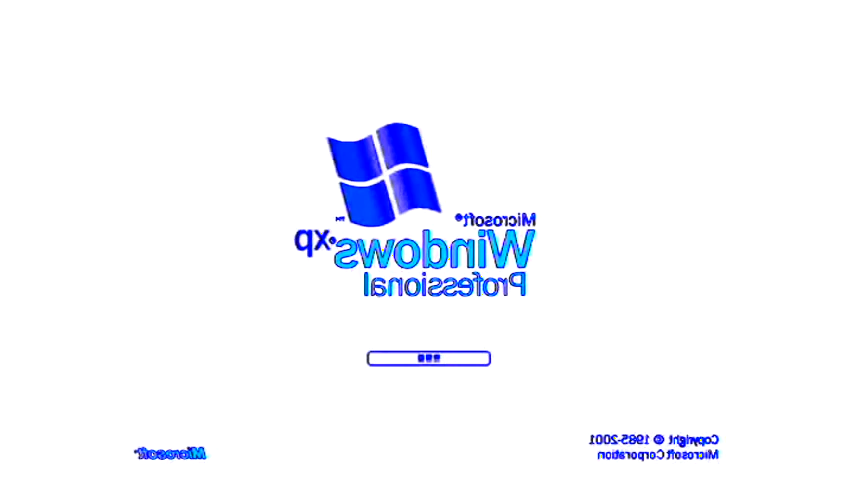 Microsoft®
Windows® xp
Professional
Copyright © 1985-2001
Microsoft Corporation
Microsoft